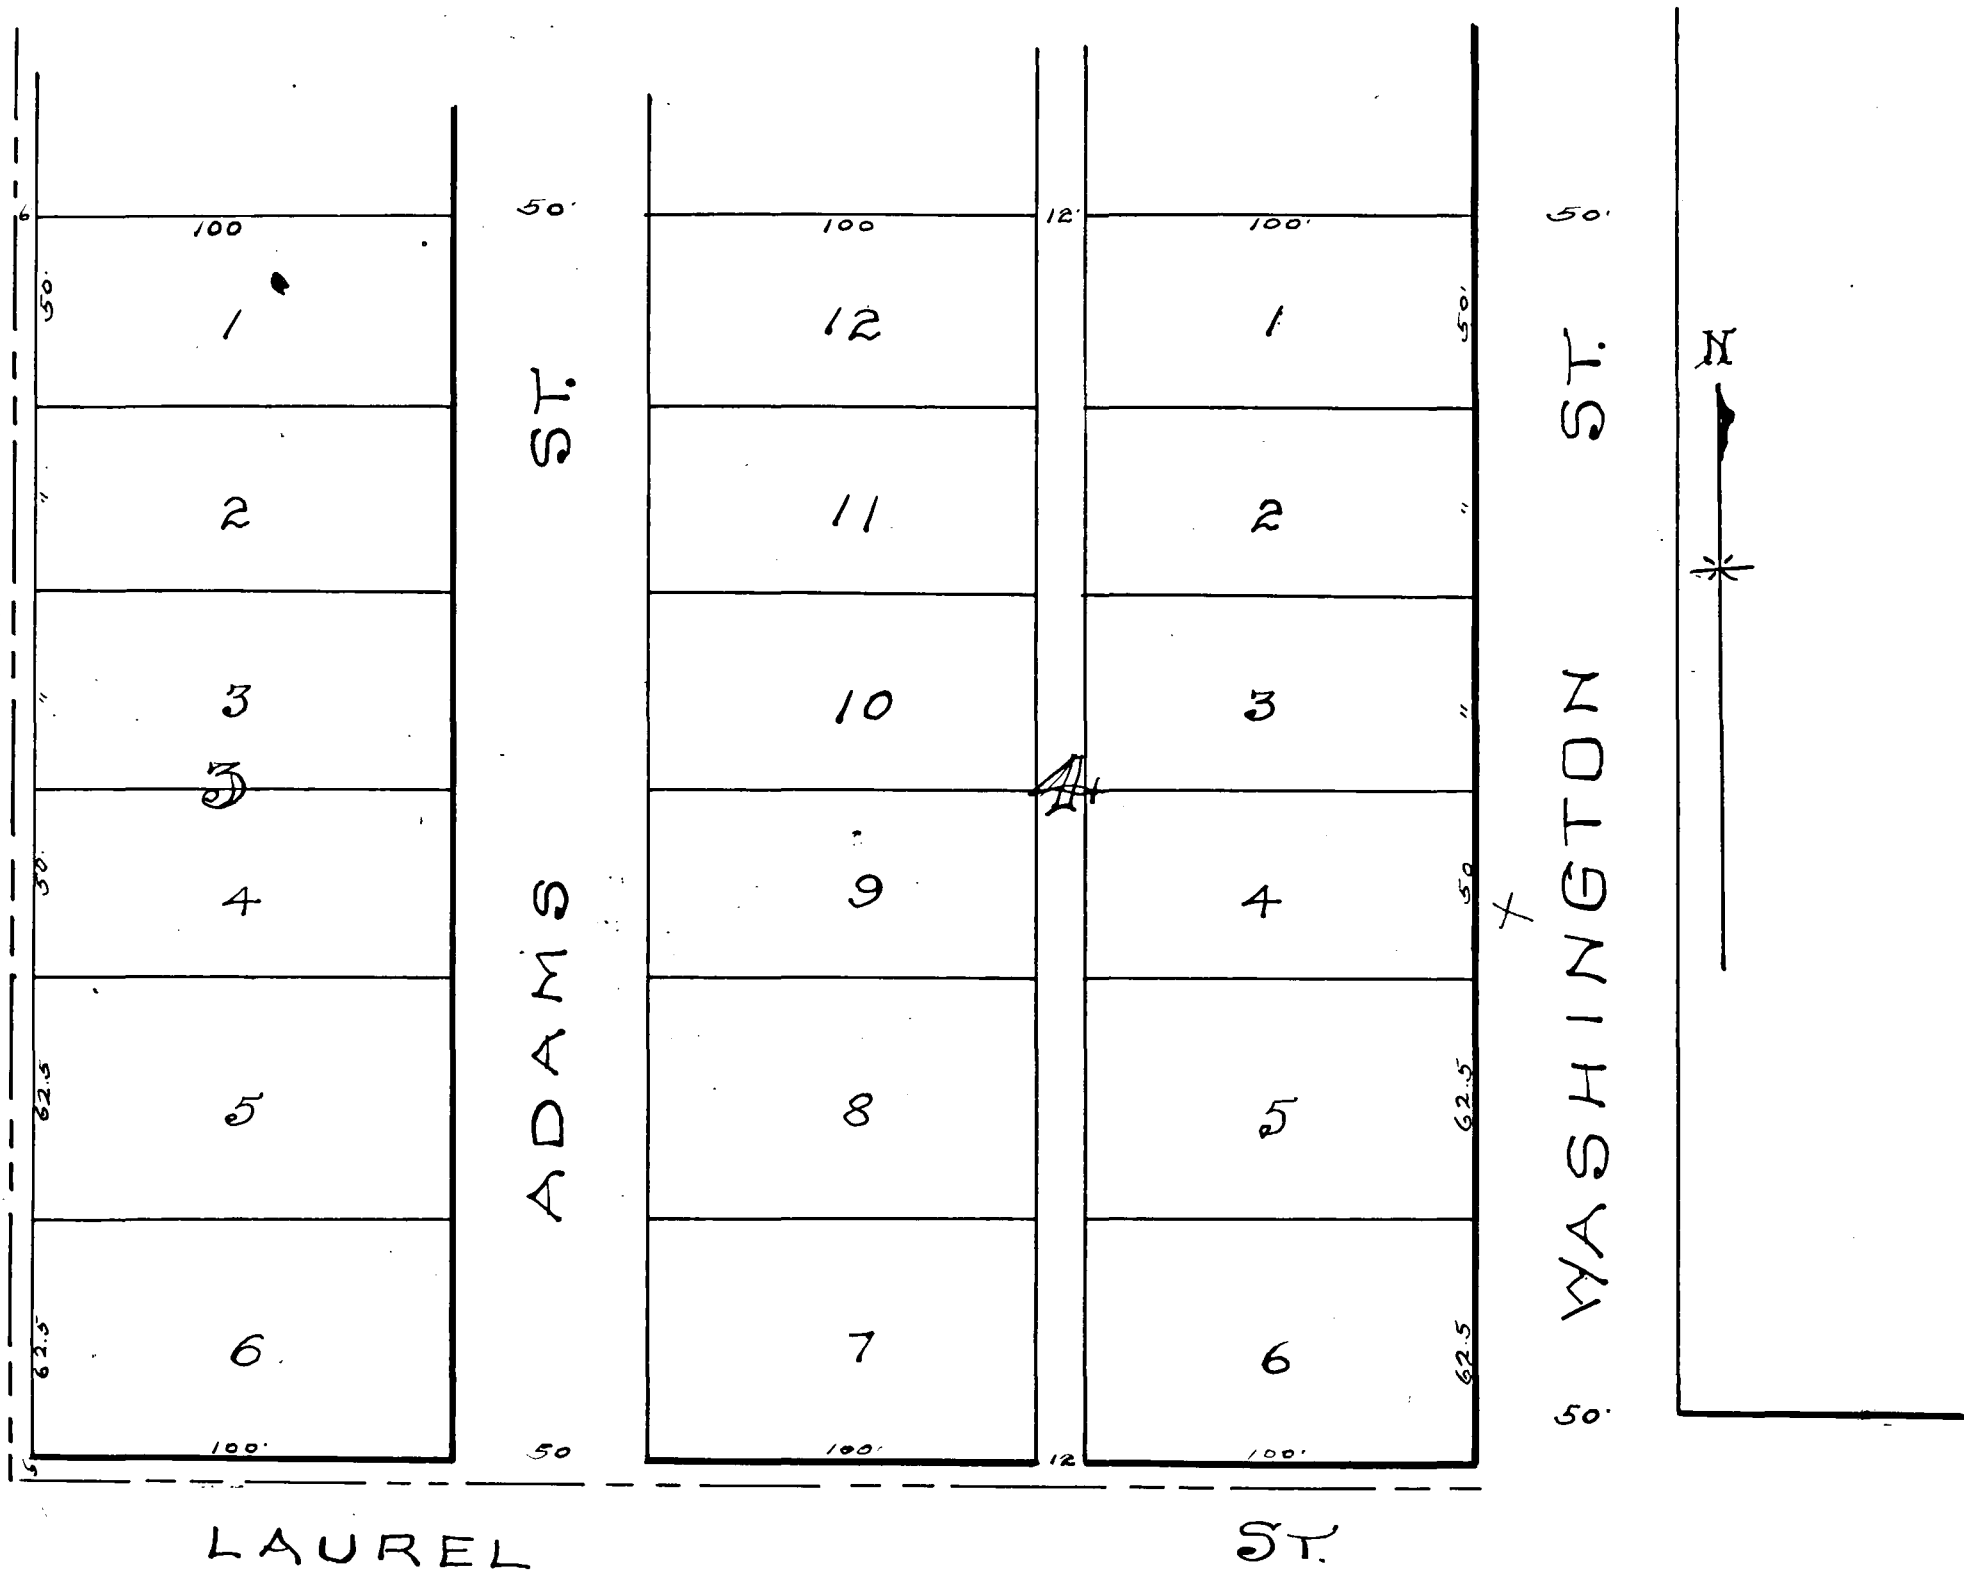 6 100 50' 100 12' 100' 50'
50' 1 12 1 50'
N
" 2 11 2 "
" 3 10 3 "
3 4
50' 4 9 4 50
62.5 5 8 5 62.5
62.5 6 7 6 62.5
50'
100' 50 100' 12 100'
ADAMS ST.
WASHINGTON ST.
LAUREL ST.